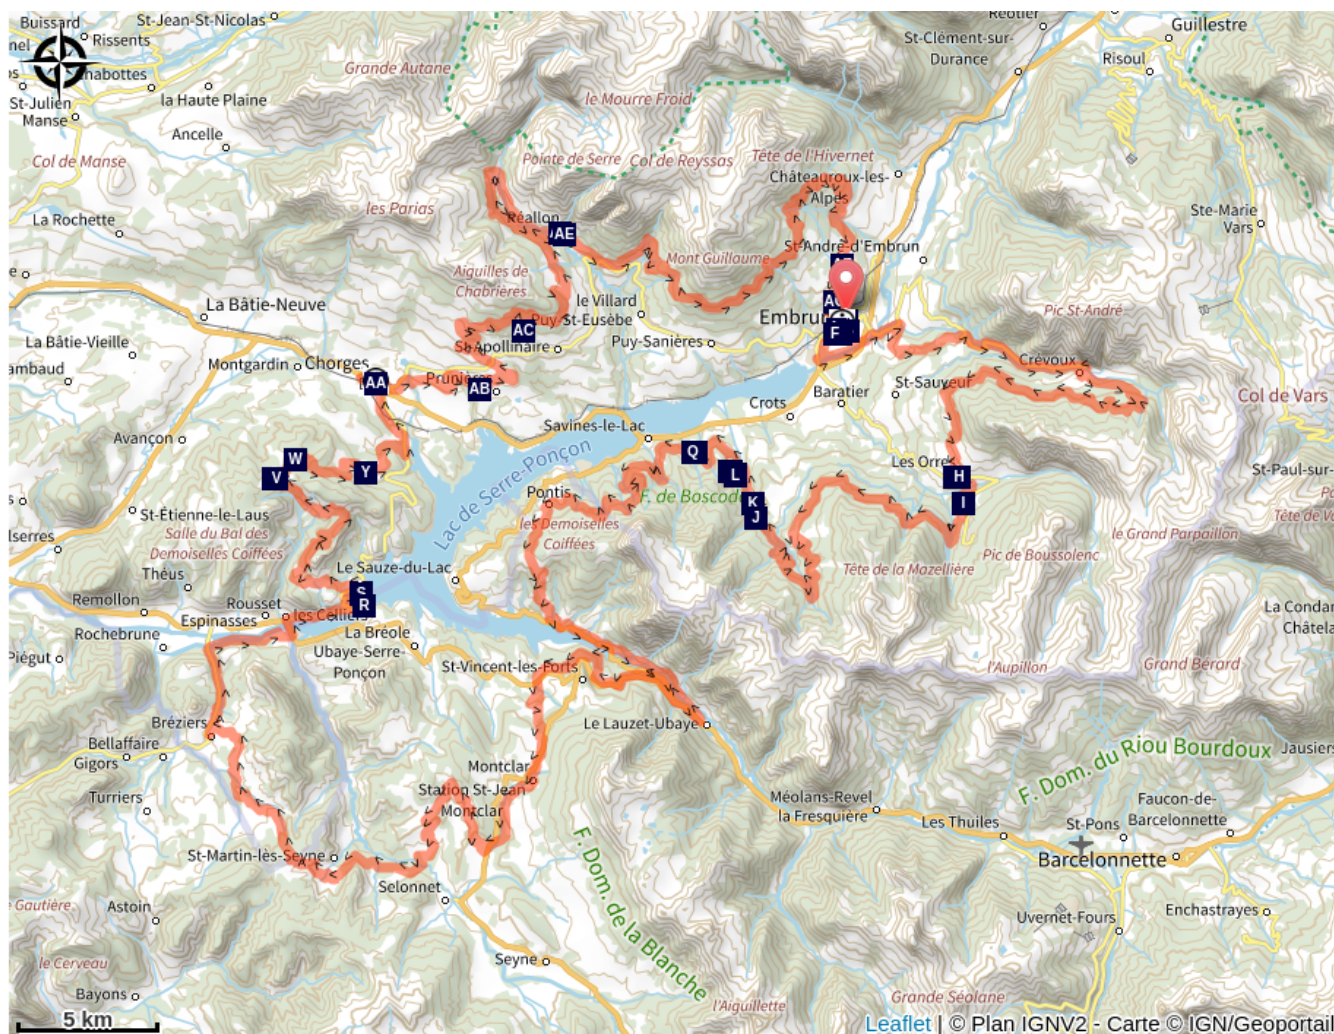 Buissard
St-Jean-St-Nicolas
Rissents
St-Julien
Manse
la Haute Plaine
Ancelle
Grande Autane
le Mourre Froid
St-Clément-sur-
Durance
Guillestre
Risoul
Col de Manse
Pointe de Serre
Col de Reyssas
Tête de l'Hivernet
Châteauroux-les-
Alpes
La Rochette
les Parias
Réallon
AE
Ste-Marie
Vars
St-André-d'Embrun
Mont Guillaume
Aiguilles de
Chabrières
La Bâtie-Neuve
le Villard
Puy-St-Eusèbe
AC
St-Apollinaire
Puy-Sanières
F
Pic St-André
La Bâtie-Vieille
Montgardin
Chorges
AA
Prunières
AB
Crévoux
St-Sauveur
Baratier
Crots
Col de Vars
Avançon
Savines-le-Lac
Lac de Serre-Ponçon
W
V
Y
Q
L
K
J
F. de Boscodon
Les Orres
H
I
St-Paul-sur-
Pontis
les Demoiselles
Coiffées
St-Étienne-le-Laus
Salle du Bal des
Demoiselles Coiffées
le Grand Parpaillon
Pic de Boussolenc
Tête de la Mazelière
Théus
Le Sauze-du-Lac
S
R
Remollon
Rousset
Espinasses
les Celliers
Rochebrune
Piégut
La Bréole
Ubaye-Serre-
Ponçon
St-Vincent-les-Forts
l'Aupillon
Grand Bérard
Bréziers
Bellaffaire
Gigors
Le Lauzet-Ubaye
F. Dom. du Riou Bourdoux
Jausiers
Turriers
Montclar
Station St-Jean
Montclar
Méolans-Revel
la Fresquière
Les Thuiles
St-Pons
Faucon-de-
Barcelonnette
Barcelonnette
St-Martin-lès-Seyne
Selonnet
F. Dom. de la Blanche
Astoin
Uvernet-Fours
Enchastrayes
Seyne
le Cerveau
Bayons
l'Aiguillette
Grande Séolane
5 km
Leaflet | © Plan IGNV2 - Carte © IGN/Geoportail